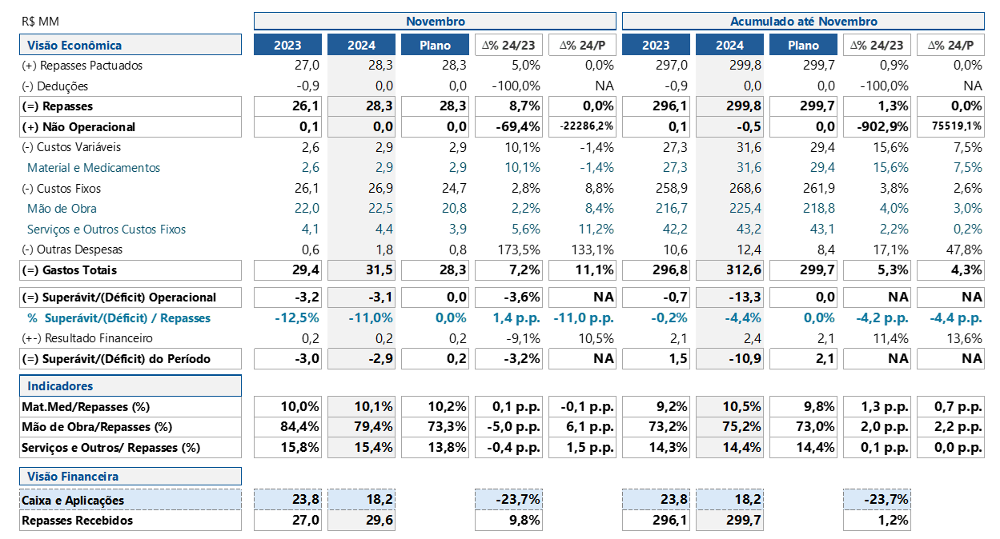 R$ MM Novembro Acumulado até Novembro
Visão Econômica 2023 2024 Plano Δ% 24/23 Δ% 24/P 2023 2024 Plano Δ% 24/23 Δ% 24/P
(+) Repasses Pactuados 27,0 28,3 28,3 5,0% 0,0% 297,0 299,8 299,7 0,9% 0,0%
(-) Deduções -0,9 0,0 0,0 -100,0% NA -0,9 0,0 0,0 -100,0% NA
(=) Repasses 26,1 28,3 28,3 8,7% 0,0% 296,1 299,8 299,7 1,3% 0,0%
(+) Não Operacional 0,1 0,0 0,0 -69,4% -22286,2% 0,1 -0,5 0,0 -902,9% 75519,1%
(-) Custos Variáveis 2,6 2,9 2,9 10,1% -1,4% 27,3 31,6 29,4 15,6% 7,5%
Material e Medicamentos 2,6 2,9 2,9 10,1% -1,4% 27,3 31,6 29,4 15,6% 7,5%
(-) Custos Fixos 26,1 26,9 24,7 2,8% 8,8% 258,9 268,6 261,9 3,8% 2,6%
Mão de Obra 22,0 22,5 20,8 2,2% 8,4% 216,7 225,4 218,8 4,0% 3,0%
Serviços e Outros Custos Fixos 4,1 4,4 3,9 5,6% 11,2% 42,2 43,2 43,1 2,2% 0,2%
(-) Outras Despesas 0,6 1,8 0,8 173,5% 133,1% 10,6 12,4 8,4 17,1% 47,8%
(=) Gastos Totais 29,4 31,5 28,3 7,2% 11,1% 296,8 312,6 299,7 5,3% 4,3%
(=) Superávit/(Déficit) Operacional -3,2 -3,1 0,0 -3,6% NA -0,7 -13,3 0,0 NA NA
% Superávit/(Déficit) / Repasses -12,5% -11,0% 0,0% 1,4 p.p. -11,0 p.p. -0,2% -4,4% 0,0% -4,2 p.p. -4,4 p.p.
(+-) Resultado Financeiro 0,2 0,2 0,2 -9,1% 10,5% 2,1 2,4 2,1 11,4% 13,6%
(=) Superávit/(Déficit) do Período -3,0 -2,9 0,2 -3,2% NA 1,5 -10,9 2,1 NA NA
Indicadores
Mat.Med/Repasses (%) 10,0% 10,1% 10,2% 0,1 p.p. -0,1 p.p. 9,2% 10,5% 9,8% 1,3 p.p. 0,7 p.p.
Mão de Obra/Repasses (%) 84,4% 79,4% 73,3% -5,0 p.p. 6,1 p.p. 73,2% 75,2% 73,0% 2,0 p.p. 2,2 p.p.
Serviços e Outros/ Repasses (%) 15,8% 15,4% 13,8% -0,4 p.p. 1,5 p.p. 14,3% 14,4% 14,4% 0,1 p.p. 0,0 p.p.
Visão Financeira
Caixa e Aplicações 23,8 18,2 -23,7% 23,8 18,2 -23,7%
Repasses Recebidos 27,0 29,6 9,8% 296,1 299,7 1,2%